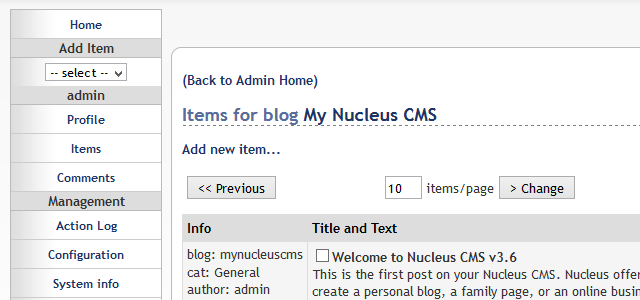 Home
Add Item
-- select --
admin
Profile
Items
Comments
Management
Action Log
Configuration
System info
(Back to Admin Home)
Items for blog My Nucleus CMS
Add new item...
<< Previous 10 items/page > Change
Info Title and Text
blog: mynucleuscms Welcome to Nucleus CMS v3.6
cat: General This is the first post on your Nucleus CMS. Nucleus offe
author: admin create a personal blog, a family page, or an online busi